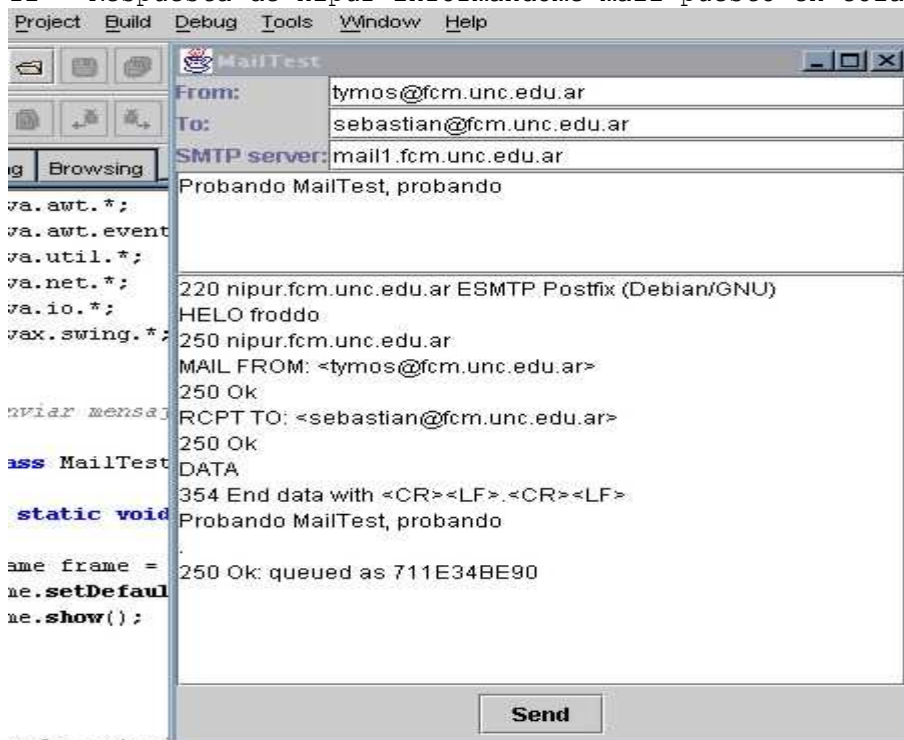 Project Build Debug Tools Window Help
MailTest
From: tymos@fcm.unc.edu.ar
To: sebastian@fcm.unc.edu.ar
SMTP server: mail1.fcm.unc.edu.ar
Browsing
Probando MailTest, probando
va.awt.*;
va.awt.event
va.util.*;
va.net.*;
va.io.*;
vax.swing.*;
nviar mensaj
ass MailTest
static void
ame frame =
me.setDefaul
me.show();
220 nipur.fcm.unc.edu.ar ESMTP Postfix (Debian/GNU)
HELO froddo
250 nipur.fcm.unc.edu.ar
MAIL FROM: <tymos@fcm.unc.edu.ar>
250 Ok
RCPT TO: <sebastian@fcm.unc.edu.ar>
250 Ok
DATA
354 End data with <CR><LF>.<CR><LF>
Probando MailTest, probando
.
250 Ok: queued as 711E34BE90
Send